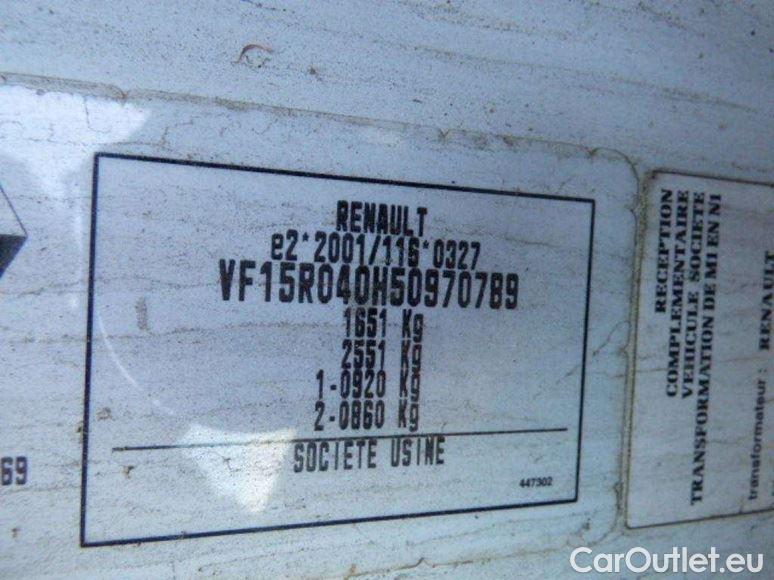 RENAULT
e2*2001/116*0327
VF15R040H50970789
1651 Kg
2551 Kg
1-0920 Kg
2-0860 Kg
SOCIETE USINE
447302
69
RECEPTION
COMPLEMENTAIRE
VEHICULE SOCIETE
TRANSFORMATION DE MI EN N1
transformateur : RENAULT
CarOutlet.eu